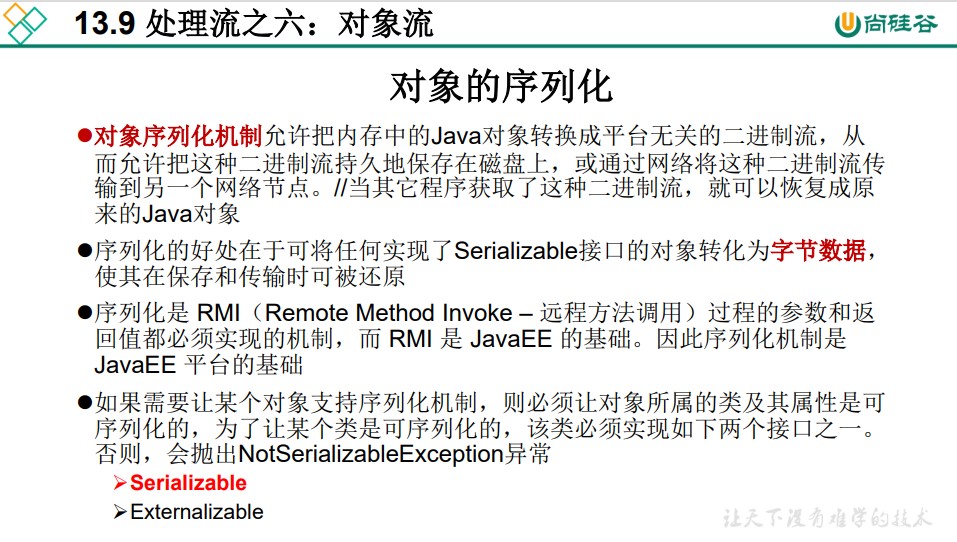 13.9 处理流之六：对象流
尚硅谷
对象的序列化
●对象序列化机制允许把内存中的Java对象转换成平台无关的二进制流，从
而允许把这种二进制流持久地保存在磁盘上，或通过网络将这种二进制流传
输到另一个网络节点。//当其它程序获取了这种二进制流，就可以恢复成原
来的Java对象
●序列化的好处在于可将任何实现了Serializable接口的对象转化为字节数据，
使其在保存和传输时可被还原
●序列化是 RMI（Remote Method Invoke – 远程方法调用）过程的参数和返
回值都必须实现的机制，而 RMI 是 JavaEE 的基础。因此序列化机制是
JavaEE 平台的基础
●如果需要让某个对象支持序列化机制，则必须让对象所属的类及其属性是可
序列化的，为了让某个类是可序列化的，该类必须实现如下两个接口之一。
否则，会抛出NotSerializableException异常
➢Serializable
➢Externalizable
让天下没有难学的技术